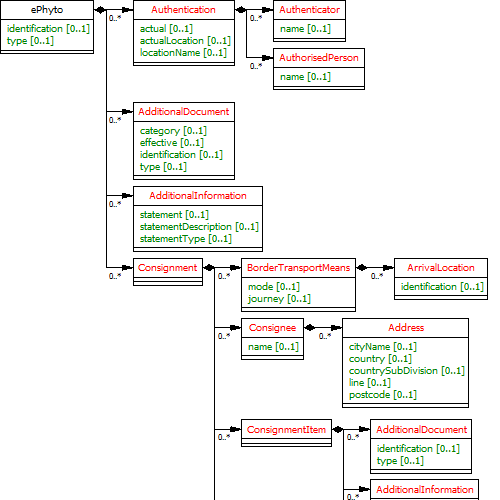 ePhyto
identification [0..1]
type [0..1]
0..*
Authentication
actual [0..1]
actualLocation [0..1]
locationName [0..1]
0..*
Authenticator
name [0..1]
0..*
AuthorisedPerson
name [0..1]
0..*
AdditionalDocument
category [0..1]
effective [0..1]
identification [0..1]
type [0..1]
0..*
AdditionalInformation
statement [0..1]
statementDescription [0..1]
statementType [0..1]
0..*
Consignment
0..*
BorderTransportMeans
mode [0..1]
journey [0..1]
0..*
ArrivalLocation
identification [0..1]
0..*
Consignee
name [0..1]
0..*
Address
cityName [0..1]
country [0..1]
countrySubDivision [0..1]
line [0..1]
postcode [0..1]
0..*
ConsignmentItem
0..*
AdditionalDocument
identification [0..1]
type [0..1]
0..*
AdditionalInformation